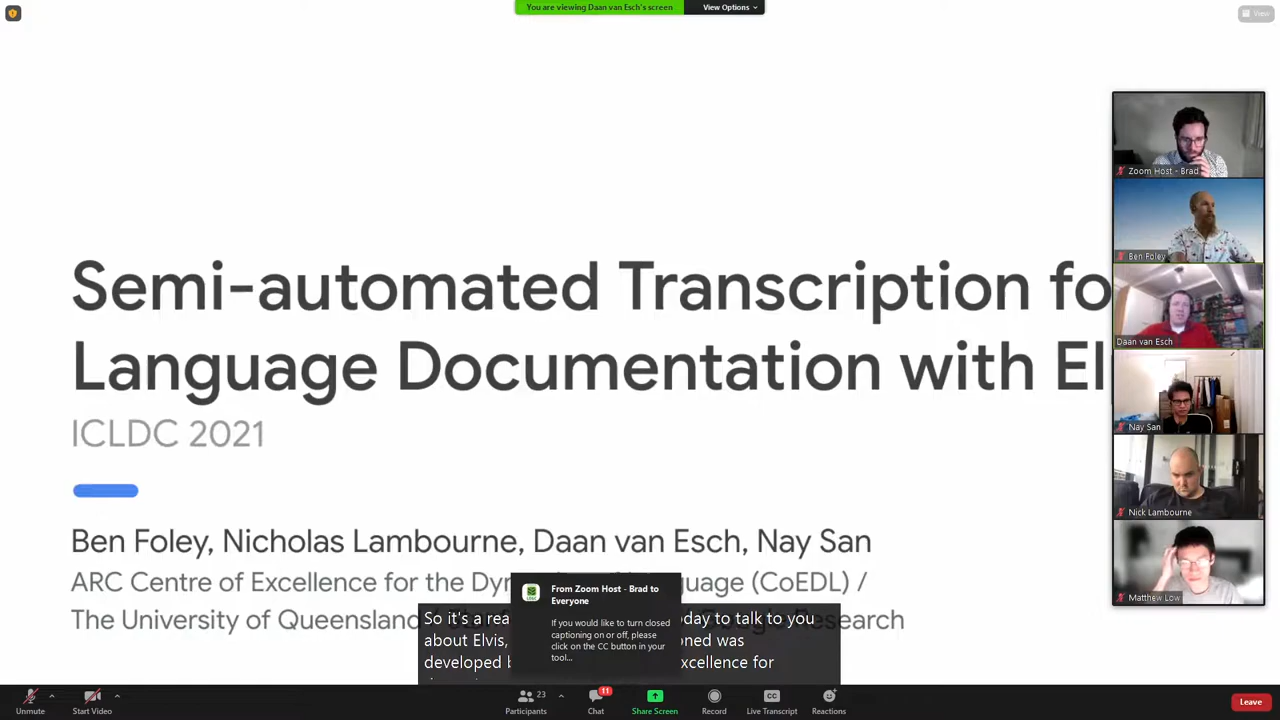 You are viewing Daan van Esch's screen
View Options
View
Semi-automated Transcription fo
Language Documentation with El
ICLDC 2021
Ben Foley, Nicholas Lambourne, Daan van Esch, Nay San
ARC Centre of Excellence for the Dy
uage (CoEDL) /
The University of Queensland
earch
From Zoom Host - Brad to
Everyone
If you would like to turn closed
captioning on or off, please
click on the CC button in your
tool...
So it's a rea
day to talk to you
about Elvis,
oned was
developed b
xcellence for
Zoom Host - Brad
Ben Foley
Daan van Esch
Nay San
Nick Lambourne
Matthew Low
Unmute
Start Video
Participants
23
Chat
11
Share Screen
Record
CC
Live Transcript
Reactions
Leave